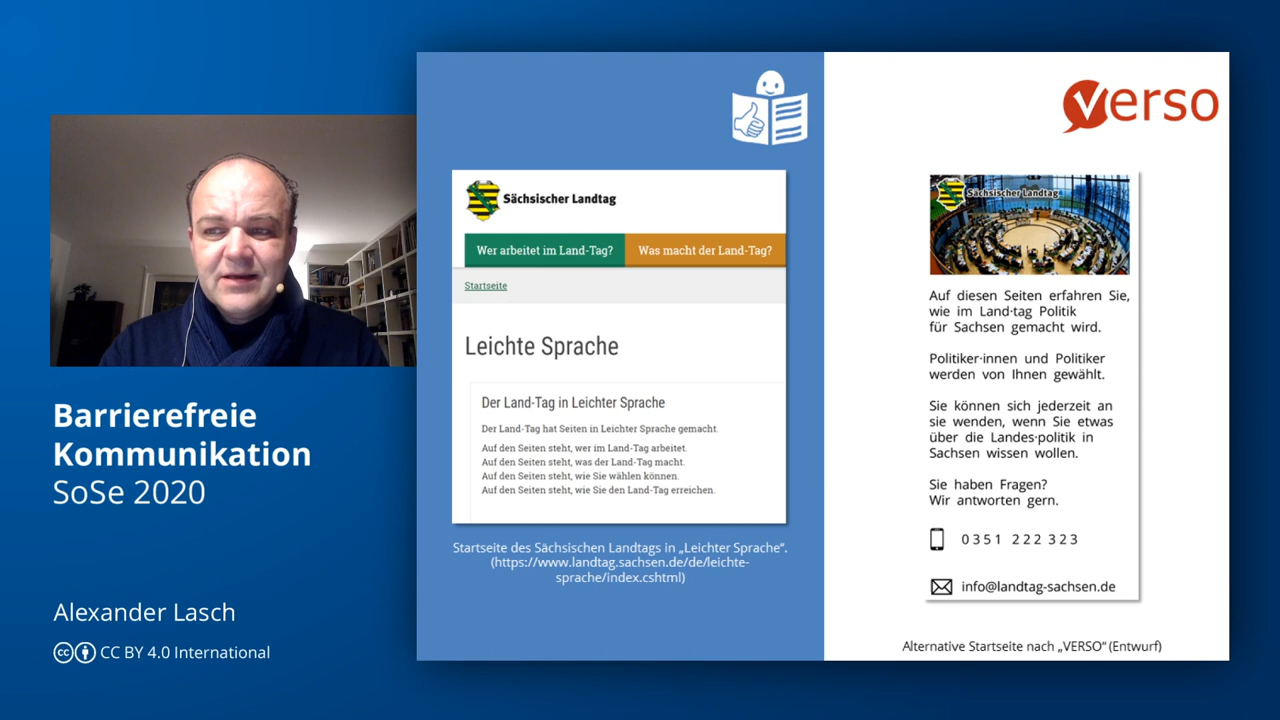 Barrierefreie
Kommunikation
SoSe 2020
Alexander Lasch
cc CC BY 4.0 International
Sächsischer Landtag
Wer arbeitet im Land-Tag? Was macht der Land-Tag?
Startseite
Leichte Sprache
Der Land-Tag in Leichter Sprache
Der Land-Tag hat Seiten in Leichter Sprache gemacht.
Auf den Seiten steht, wer im Land-Tag arbeitet.
Auf den Seiten steht, was der Land-Tag macht.
Auf den Seiten steht, wie Sie wählen können.
Auf den Seiten steht, wie Sie den Land-Tag erreichen.
Startseite des Sächsischen Landtags in „Leichter Sprache“.
(https://www.landtag.sachsen.de/de/leichte-
sprache/index.cshtml)
verso
Sächsischer Landtag
Auf diesen Seiten erfahren Sie,
wie im Land·tag Politik
für Sachsen gemacht wird.
Politiker·innen und Politiker
werden von Ihnen gewählt.
Sie können sich jederzeit an
sie wenden, wenn Sie etwas
über die Landes·politik in
Sachsen wissen wollen.
Sie haben Fragen?
Wir antworten gern.
0351 222 323
info@landtag-sachsen.de
Alternative Startseite nach „VERSO“ (Entwurf)